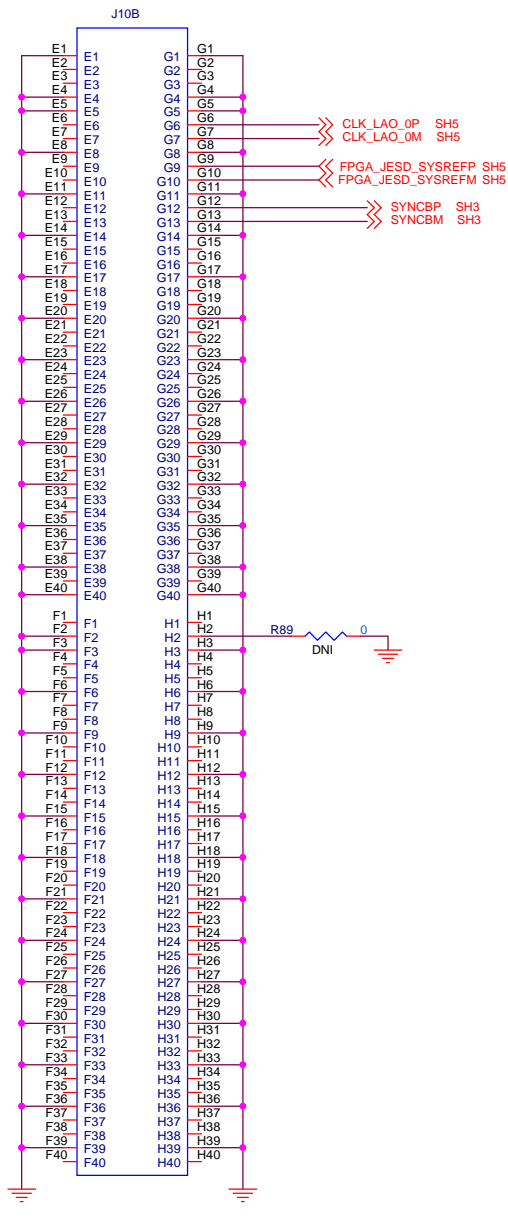 J10B
E1 E1 G1 G1
E2 E2 G2 G2
E3 E3 G3 G3
E4 E4 G4 G4
E5 E5 G5 G5
E6 E6 G6 G6 CLK_LAO_0P SH5
E7 E7 G7 G7 CLK_LAO_0M SH5
E8 E8 G8 G8
E9 E9 G9 G9 FPGA_JESD_SYSREFP SH5
E10 E10 G10 G10 FPGA_JESD_SYSREFM SH5
E11 E11 G11 G11
E12 E12 G12 G12 SYNCBP SH3
E13 E13 G13 G13 SYNCBM SH3
E14 E14 G14 G14
E15 E15 G15 G15
E16 E16 G16 G16
E17 E17 G17 G17
E18 E18 G18 G18
E19 E19 G19 G19
E20 E20 G20 G20
E21 E21 G21 G21
E22 E22 G22 G22
E23 E23 G23 G23
E24 E24 G24 G24
E25 E25 G25 G25
E26 E26 G26 G26
E27 E27 G27 G27
E28 E28 G28 G28
E29 E29 G29 G29
E30 E30 G30 G30
E31 E31 G31 G31
E32 E32 G32 G32
E33 E33 G33 G33
E34 E34 G34 G34
E35 E35 G35 G35
E36 E36 G36 G36
E37 E37 G37 G37
E38 E38 G38 G38
E39 E39 G39 G39
E40 E40 G40 G40
F1 F1 H1 H1
F2 F2 H2 H2 R89 0
DNI
F3 F3 H3 H3
F4 F4 H4 H4
F5 F5 H5 H5
F6 F6 H6 H6
F7 F7 H7 H7
F8 F8 H8 H8
F9 F9 H9 H9
F10 F10 H10 H10
F11 F11 H11 H11
F12 F12 H12 H12
F13 F13 H13 H13
F14 F14 H14 H14
F15 F15 H15 H15
F16 F16 H16 H16
F17 F17 H17 H17
F18 F18 H18 H18
F19 F19 H19 H19
F20 F20 H20 H20
F21 F21 H21 H21
F22 F22 H22 H22
F23 F23 H23 H23
F24 F24 H24 H24
F25 F25 H25 H25
F26 F26 H26 H26
F27 F27 H27 H27
F28 F28 H28 H28
F29 F29 H29 H29
F30 F30 H30 H30
F31 F31 H31 H31
F32 F32 H32 H32
F33 F33 H33 H33
F34 F34 H34 H34
F35 F35 H35 H35
F36 F36 H36 H36
F37 F37 H37 H37
F38 F38 H38 H38
F39 F39 H39 H39
F40 F40 H40 H40